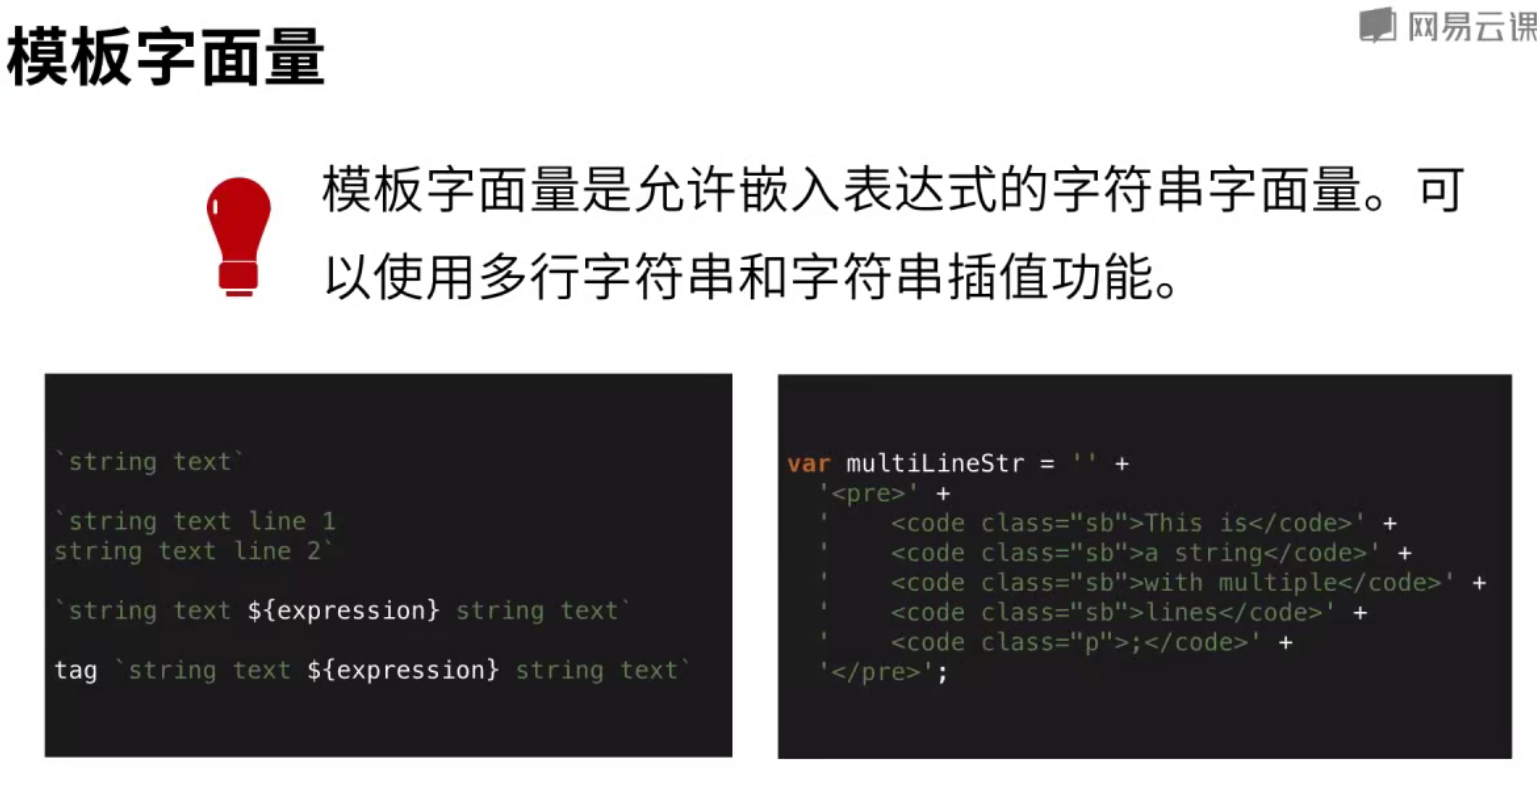 模板字面量
网易云课
模板字面量是允许嵌入表达式的字符串字面量。可
以使用多行字符串和字符串插值功能。
`string text`
`string text line 1
string text line 2`
`string text ${expression} string text`
tag `string text ${expression} string text`
var multiLineStr = '' +
'<pre>' +
'    <code class="sb">This is</code>' +
'    <code class="sb">a string</code>' +
'    <code class="sb">with multiple</code>' +
'    <code class="sb">lines</code>' +
'    <code class="p">;</code>' +
'</pre>';